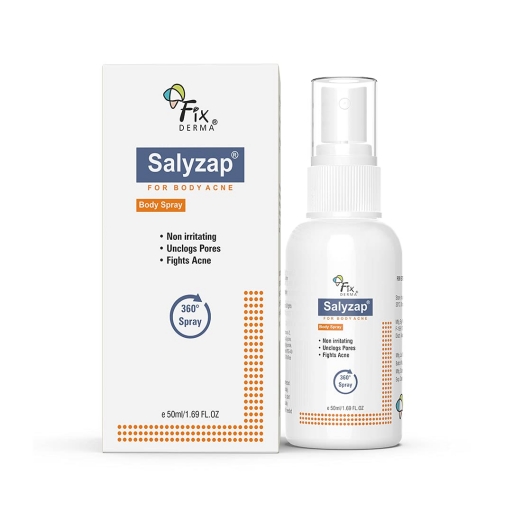 Fix
DERMA®
Salyzap®
FOR BODY ACNE
Body Spray
• Non irritating
• Unclogs Pores
• Fights Acne
360°
Spray
e 50ml/1.69 FL.OZ
Fix
DERMA®
Salyzap®
FOR BODY ACNE
Body Spray
• Non irritating
• Unclogs Pores
• Fights Acne
360°
Spray
e 50ml/1.69 FL.OZ